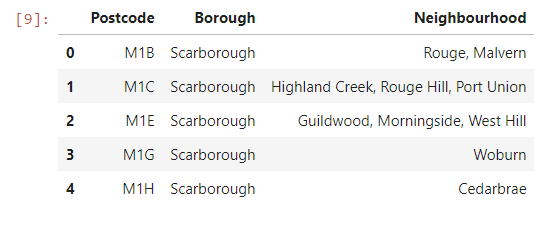 [9]: Postcode Borough Neighbourhood
0 M1B Scarborough Rouge, Malvern
1 M1C Scarborough Highland Creek, Rouge Hill, Port Union
2 M1E Scarborough Guildwood, Morningside, West Hill
3 M1G Scarborough Woburn
4 M1H Scarborough Cedarbrae